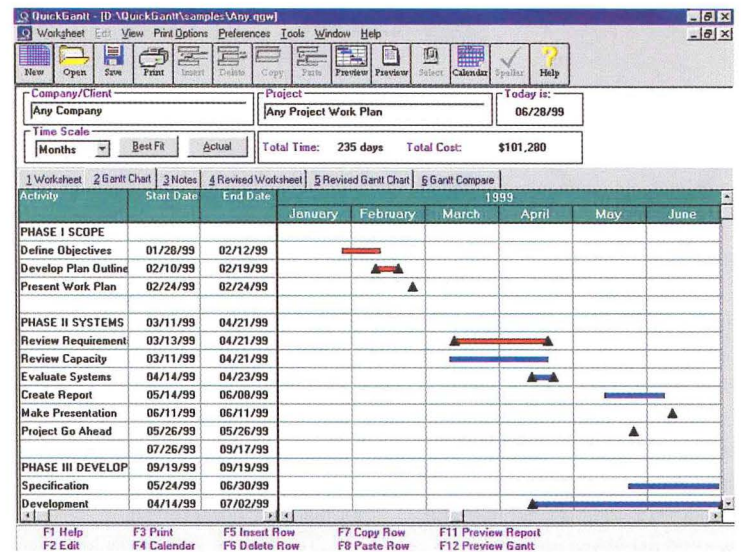 QuickGantt - [D:\QuickGantt\samples\Any.qgw]
Worksheet Edit View Print Options Preferences Tools Window Help
New Open Save Print Insert Delete Copy Paste Preview Preview Select Calendar Speller Help
Company/Client Project Today is:
Any Company Any Project Work Plan 06/28/99
Time Scale
Months Best Fit Actual Total Time: 235 days Total Cost: $101,280
1 Worksheet 2 Gantt Chart 3 Notes 4 Revised Worksheet 5 Revised Gantt Chart 6 Gantt Compare
Activity Start Date End Date 1999
January February March April May June
PHASE I SCOPE
Define Objectives 01/28/99 02/12/99
Develop Plan Outline 02/10/99 02/19/99
Present Work Plan 02/24/99 02/24/99
PHASE II SYSTEMS 03/11/99 04/21/99
Review Requirement 03/13/99 04/21/99
Review Capacity 03/11/99 04/21/99
Evaluate Systems 04/14/99 04/23/99
Create Report 05/14/99 06/08/99
Make Presentation 06/11/99 06/11/99
Project Go Ahead 05/26/99 05/26/99
07/26/99 09/17/99
PHASE III DEVELOP 09/19/99 09/19/99
Specification 05/24/99 06/30/99
Development 04/14/99 07/02/99
F1 Help F3 Print F5 Insert Row F7 Copy Row F11 Preview Report
F2 Edit F4 Calendar F6 Delete Row F8 Paste Row F12 Preview Gantt